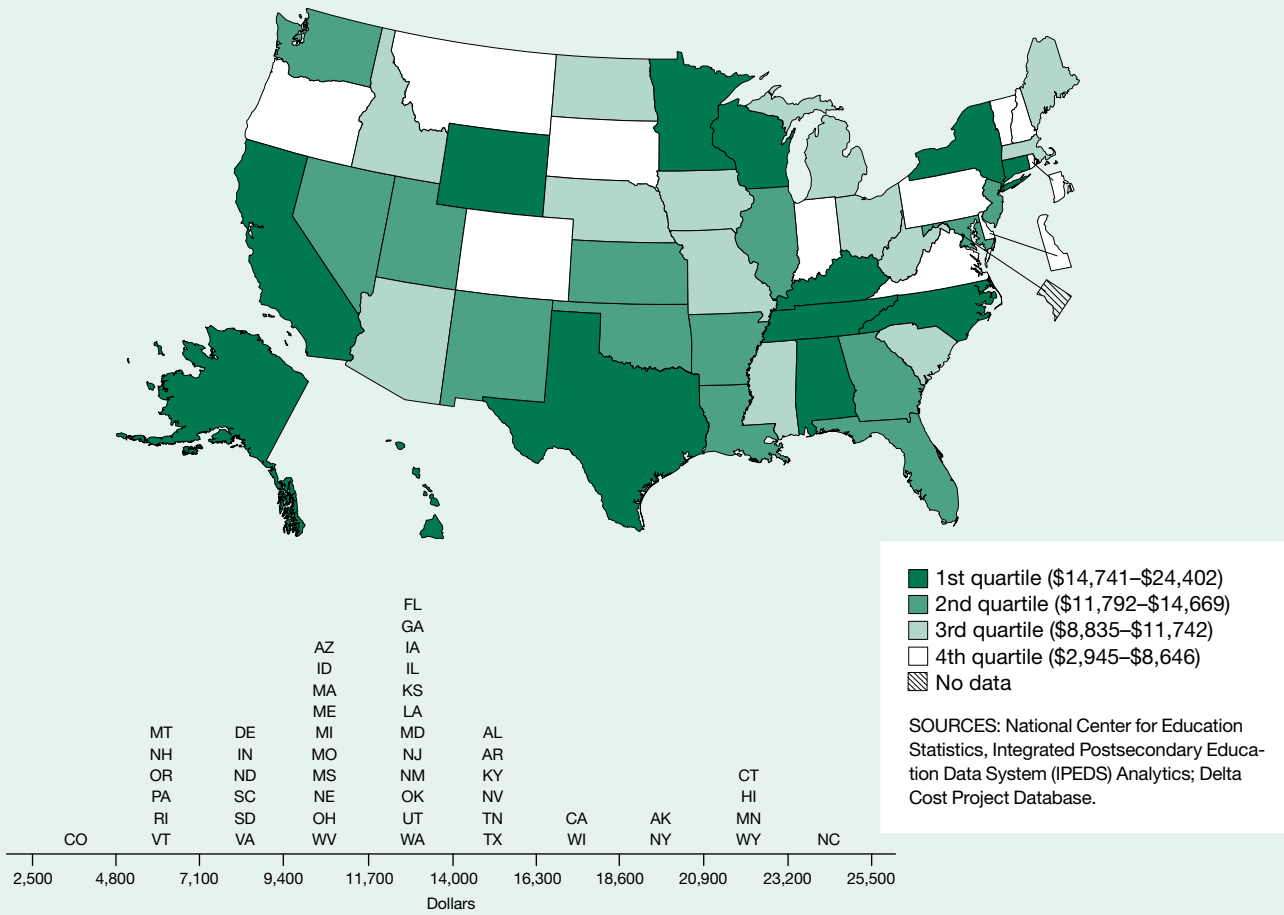 1st quartile ($14,741–$24,402)
2nd quartile ($11,792–$14,669)
3rd quartile ($8,835–$11,742)
4th quartile ($2,945–$8,646)
No data
SOURCES: National Center for Education
Statistics, Integrated Postsecondary Educa-
tion Data System (IPEDS) Analytics; Delta
Cost Project Database.
FL
GA
AZ IA
ID IL
MA KS
ME LA
MT DE MI MD AL
NH IN MO NJ AR
OR ND MS NM KY CT
PA SC NE OK NV HI
RI SD OH UT TN CA AK MN
CO VT VA WV WA TX WI NY WY NC
2,500 4,800 7,100 9,400 11,700 14,000 16,300 18,600 20,900 23,200 25,500
Dollars